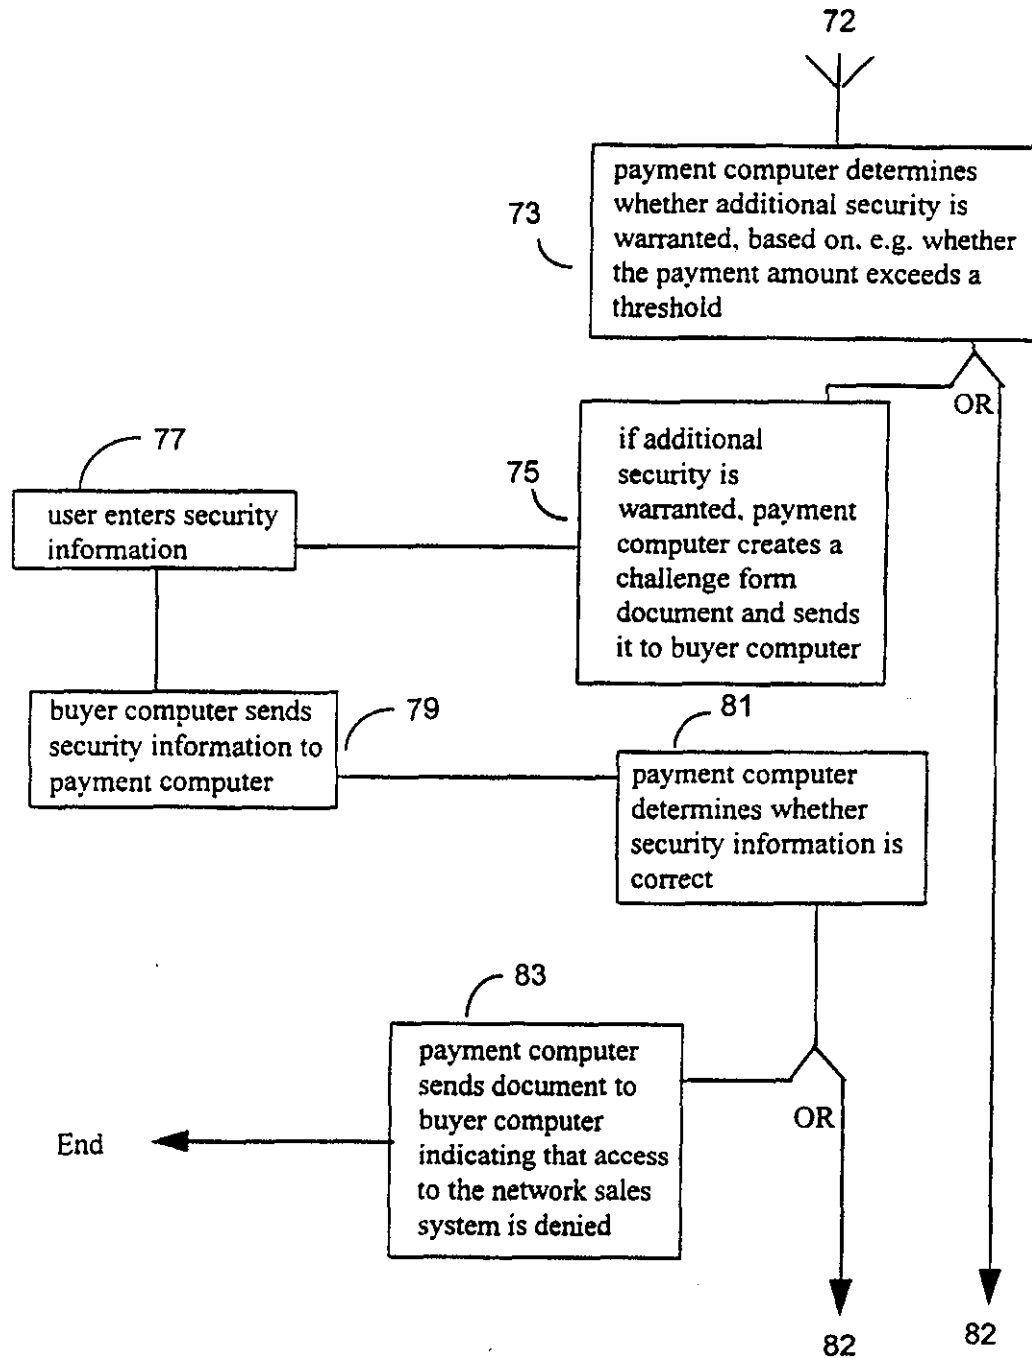 72
73
payment computer determines
whether additional security is
warranted, based on, e.g. whether
the payment amount exceeds a
threshold
OR
75
if additional
security is
warranted, payment
computer creates a
challenge form
document and sends
it to buyer computer
77
user enters security
information
79
buyer computer sends
security information to
payment computer
81
payment computer
determines whether
security information is
correct
OR
83
payment computer
sends document to
buyer computer
indicating that access
to the network sales
system is denied
End
82
82